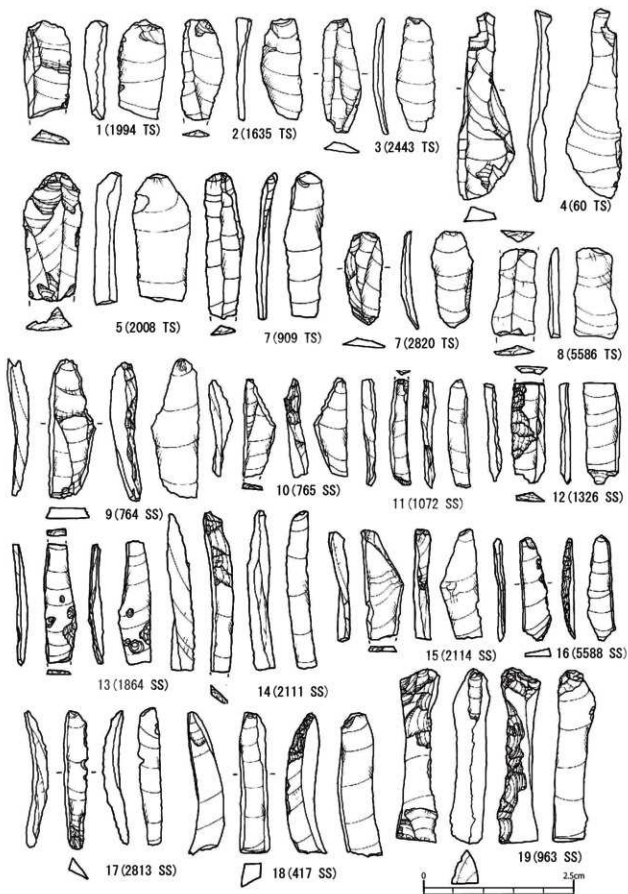 1(1994 TS)
2(1635 TS)
3(2443 TS)
4(60 TS)
5(2008 TS)
7(909 TS)
7(2820 TS)
8(5586 TS)
9(764 SS)
10(765 SS)
11(1072 SS)
12(1326 SS)
13(1864 SS)
14(2111 SS)
15(2114 SS)
16(5588 SS)
17(2813 SS)
18(417 SS)
19(963 SS)
0 2.5cm